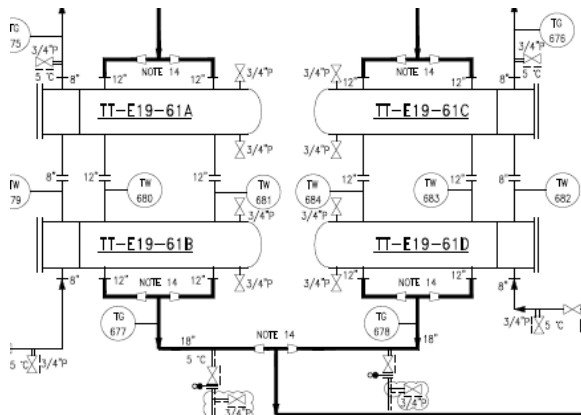 TG
75
3/4"P
5 °C
8"
12"
NOTE 14
12"
3/4"P
3/4"P
12"
NOTE 14
12"
8"
3/4"P
5 °C
TG
676
TT-E19-61A
TT-E19-61C
3/4"P
3/4"P
TW
79
8"
12"
TW
680
12"
TW
681
3/4"P
TW
684
12"
3/4"P
TW
683
12"
8"
TW
682
TT-E19-61B
TT-E19-61D
8"
12"
NOTE 14
12"
3/4"P
3/4"P
12"
NOTE 14
12"
8"
TG
677
TG
678
3/4"P
5 °C
18"
NOTE 14
18"
5 °C
3/4"P
5 °C
3/4"P
3/4"P